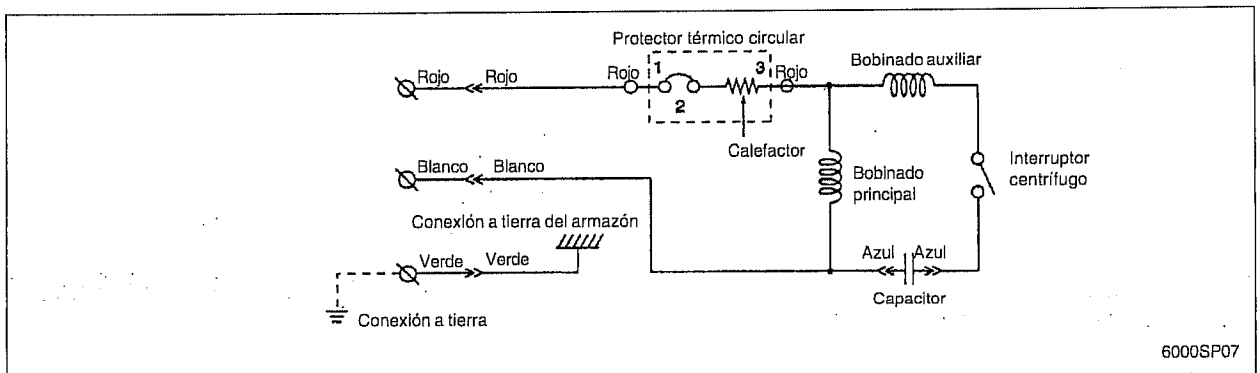 Protector térmico circular
Bobinado auxiliar
Rojo Rojo Rojo 1 3 Rojo
2
Calefactor
Blanco Blanco
Bobinado
principal
Interruptor
centrífugo
Conexión a tierra del armazón
Verde Verde
Azul Azul
Capacitor
Conexión a tierra
6000SP07